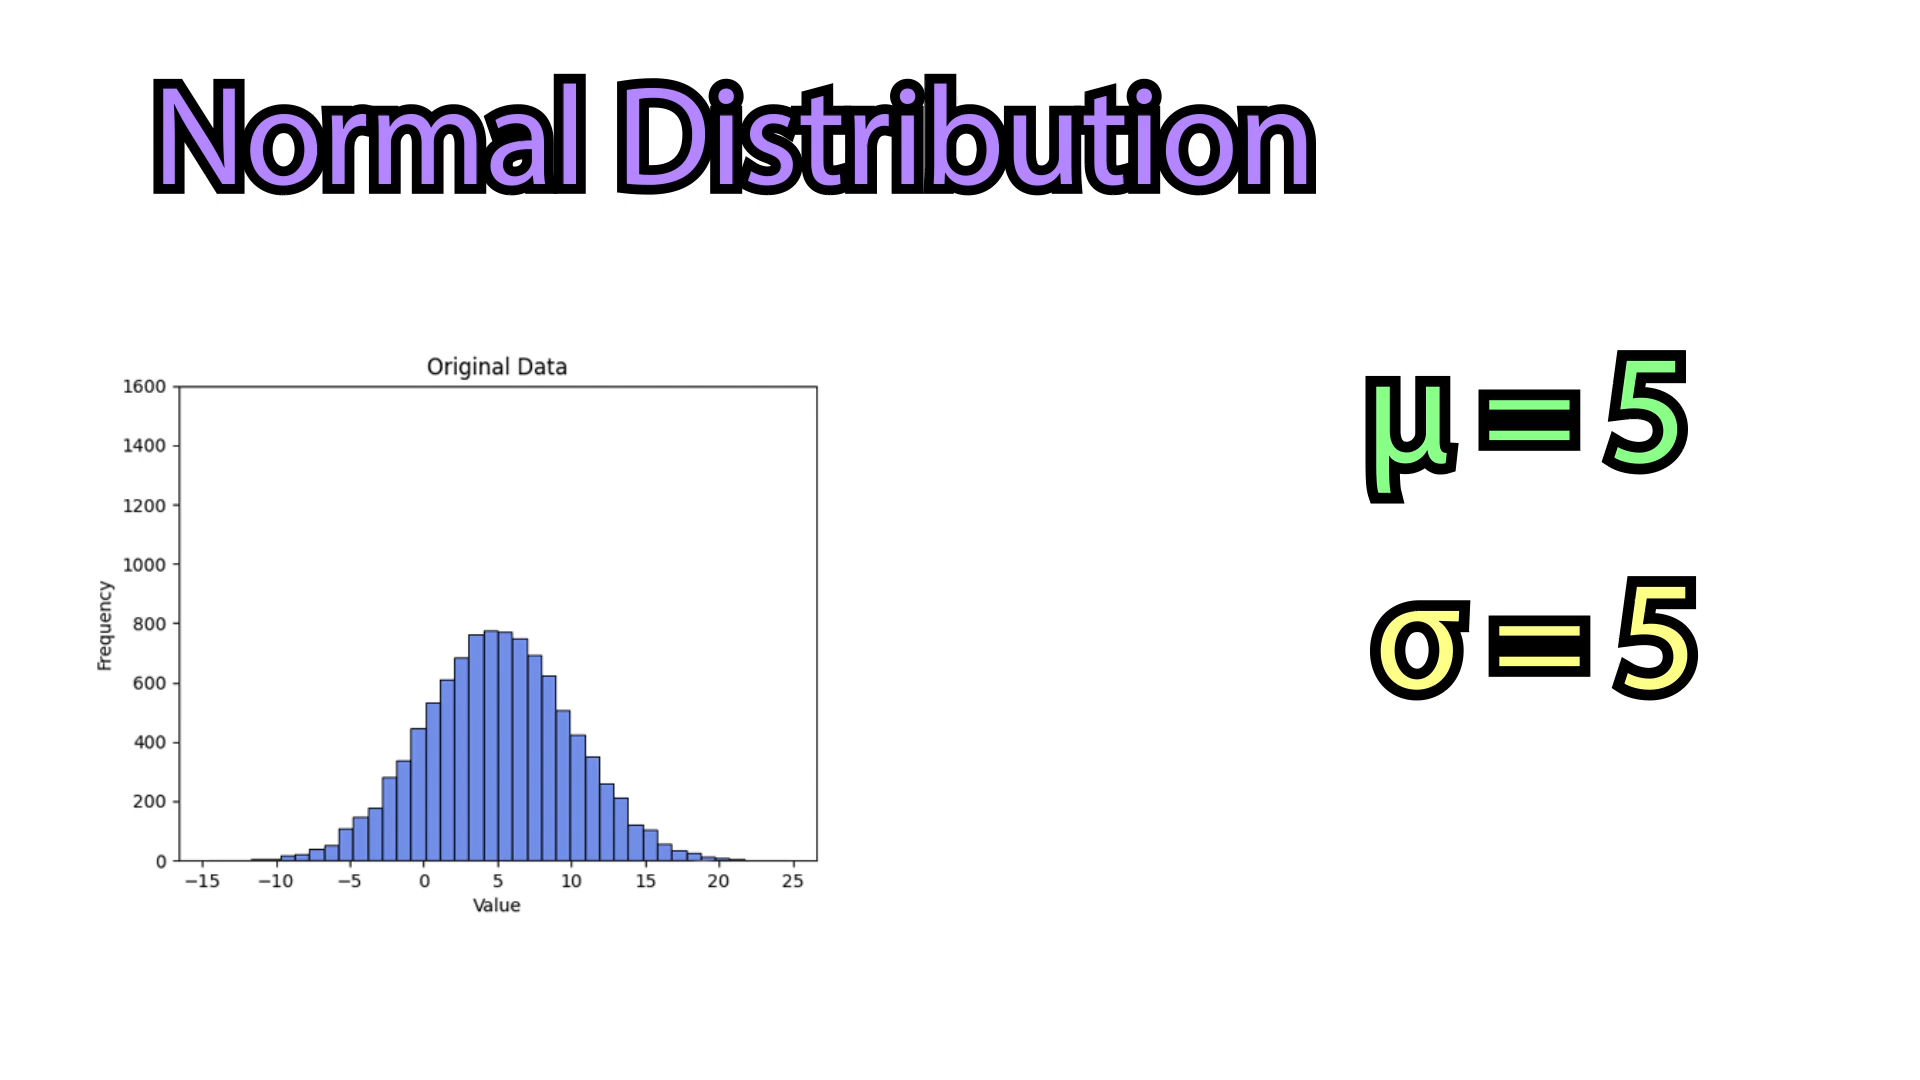 Normal Distribution
Original Data
1600
1400
1200
1000
800
600
400
200
0
Frequency
−15 −10 −5 0 5 10 15 20 25
Value
μ = 5
σ = 5